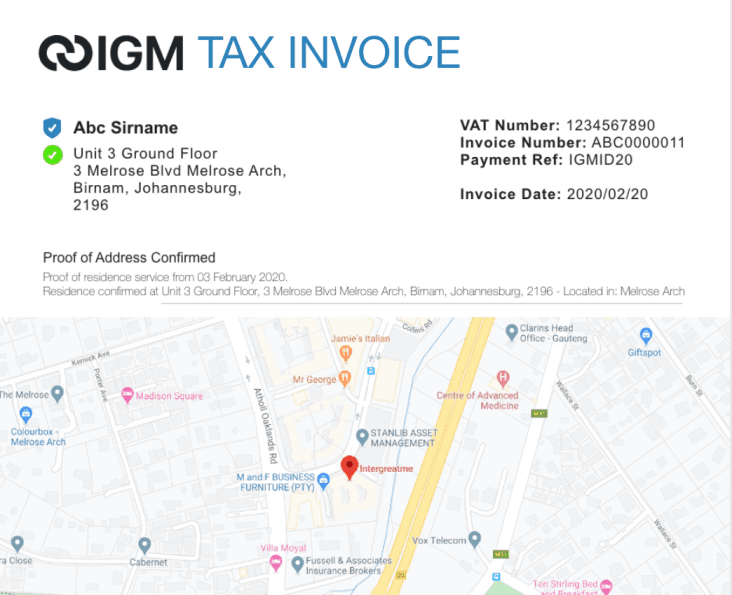 IGM TAX INVOICE
Abc Sirname
Unit 3 Ground Floor
3 Melrose Blvd Melrose Arch,
Birnam, Johannesburg,
2196
VAT Number: 1234567890
Invoice Number: ABC0000011
Payment Ref: IGMID20
Invoice Date: 2020/02/20
Proof of Address Confirmed
Proof of residence service from 03 February 2020.
Residence confirmed at Unit 3 Ground Floor, 3 Melrose Blvd Melrose Arch, Birnam, Johannesburg, 2196 - Located in: Melrose Arch
Collers Rd
Clarins Head
Office - Gauteng
Jamie's Italian
Giftspot
Kernick Ave
Mr George
Porter Ave
The Melrose
Madison Square
Centre of Advanced
Medicine
Wallace St
Burn St
Atholl Oaklands Rd
Colourbox -
Melrose Arch
STANLIB ASSET
MANAGEMENT
Intergreatme
M and F BUSINESS
FURNITURE (PTY)
Wallace St
Vox Telecom
Villa Moyal
ra Close
Cabernet
Fussell & Associates
Insurance Brokers
Ten Stirling Bed
and Breakfast